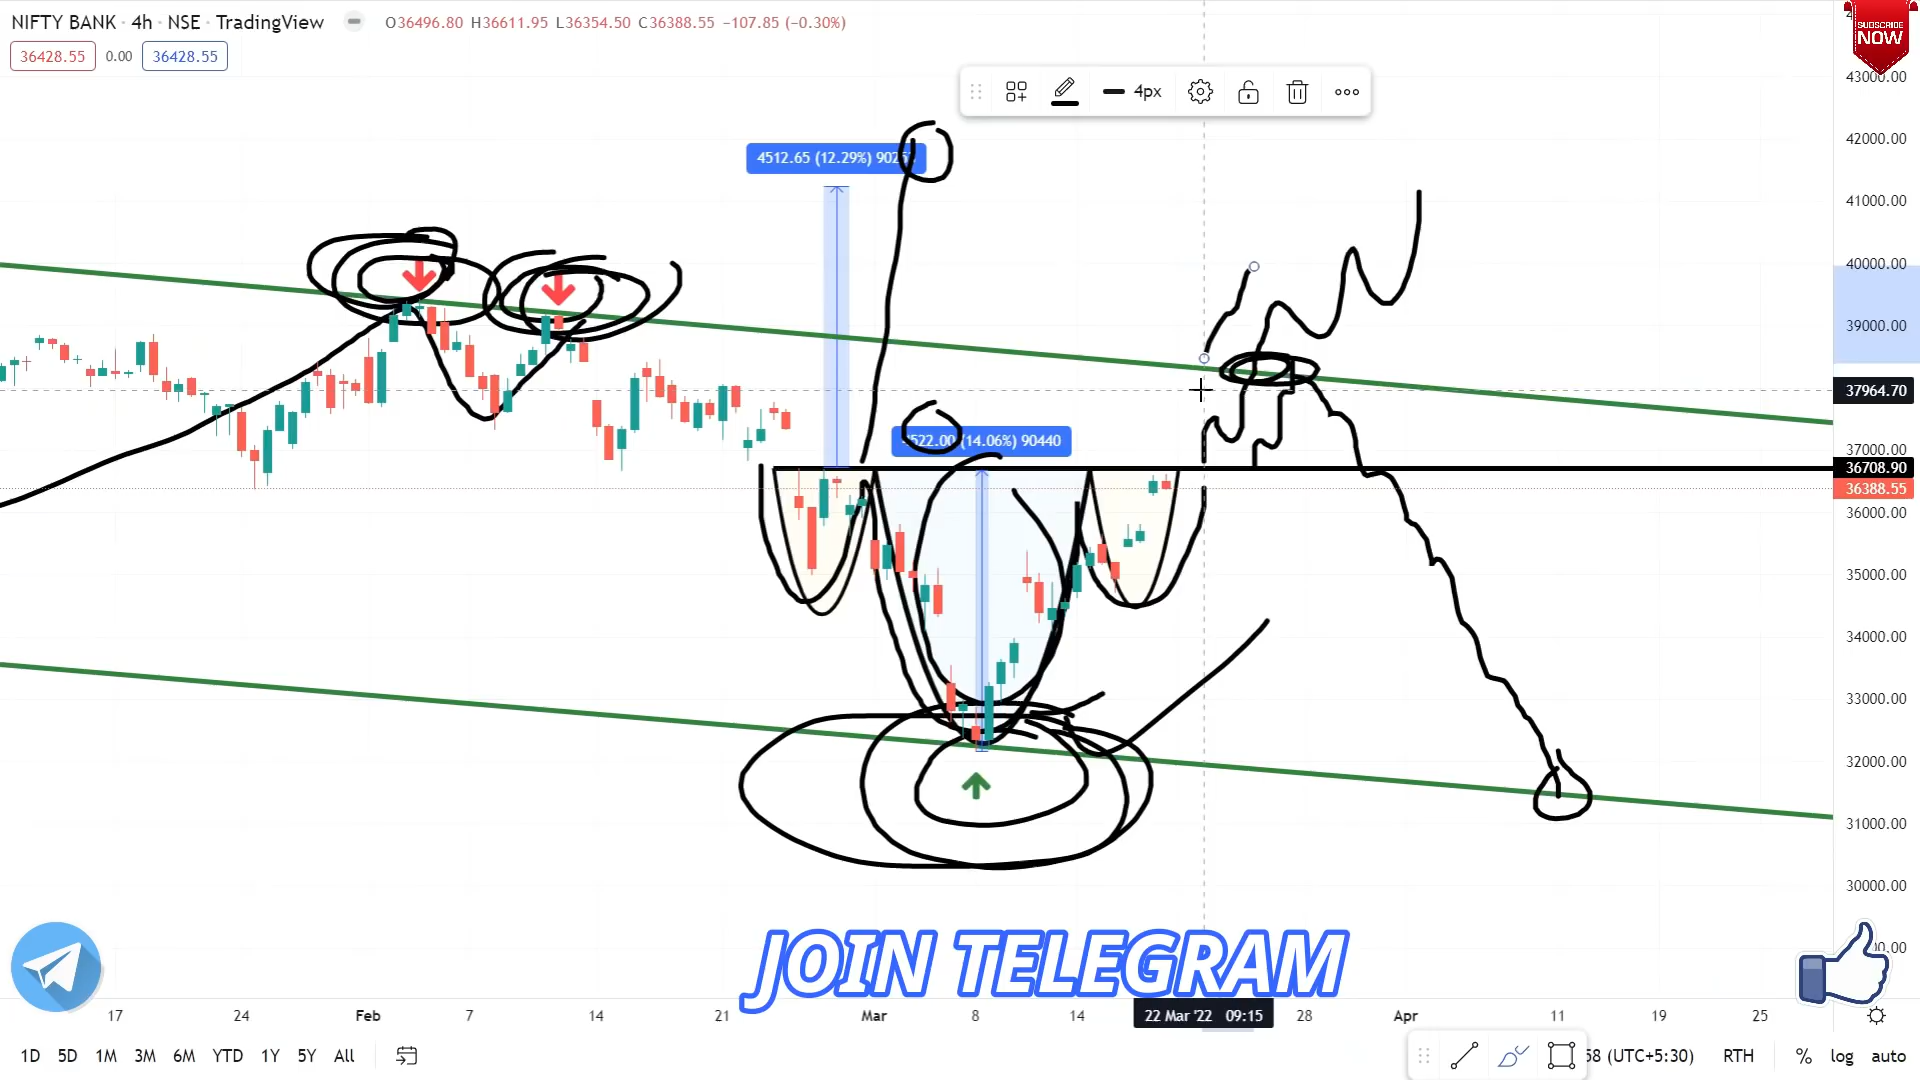 NIFTY BANK · 4h · NSE · TradingView
O36496.80 H36611.95 L36354.50 C36388.55 −107.85 (−0.30%)
SUBSCRIBE
NOW
36428.55 0.00 36428.55
4px
43000.00
42000.00
4512.65 (12.29%)
41000.00
40000.00
39000.00
37964.70
(14.06%) 90440
37000.00
36708.90
36388.55
36000.00
35000.00
34000.00
33000.00
32000.00
31000.00
30000.00
JOIN TELEGRAM
17 24 Feb 7 14 21 Mar 8 14 22 Mar '22 09:15 28 Apr 11 19 25
1D 5D 1M 3M 6M YTD 1Y 5Y All
58 (UTC+5:30) RTH % log auto